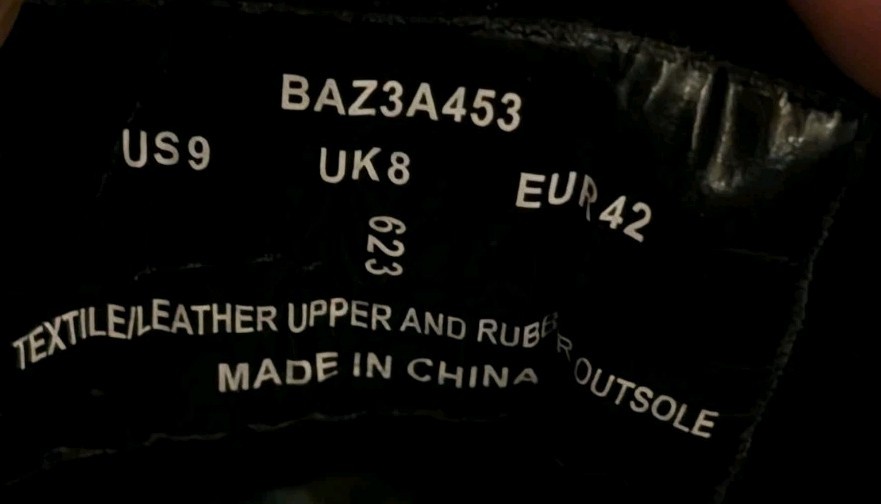 BAZ3A453
US9 UK8 EUR 42
623
TEXTILE/LEATHER UPPER AND RUBBER OUTSOLE
MADE IN CHINA